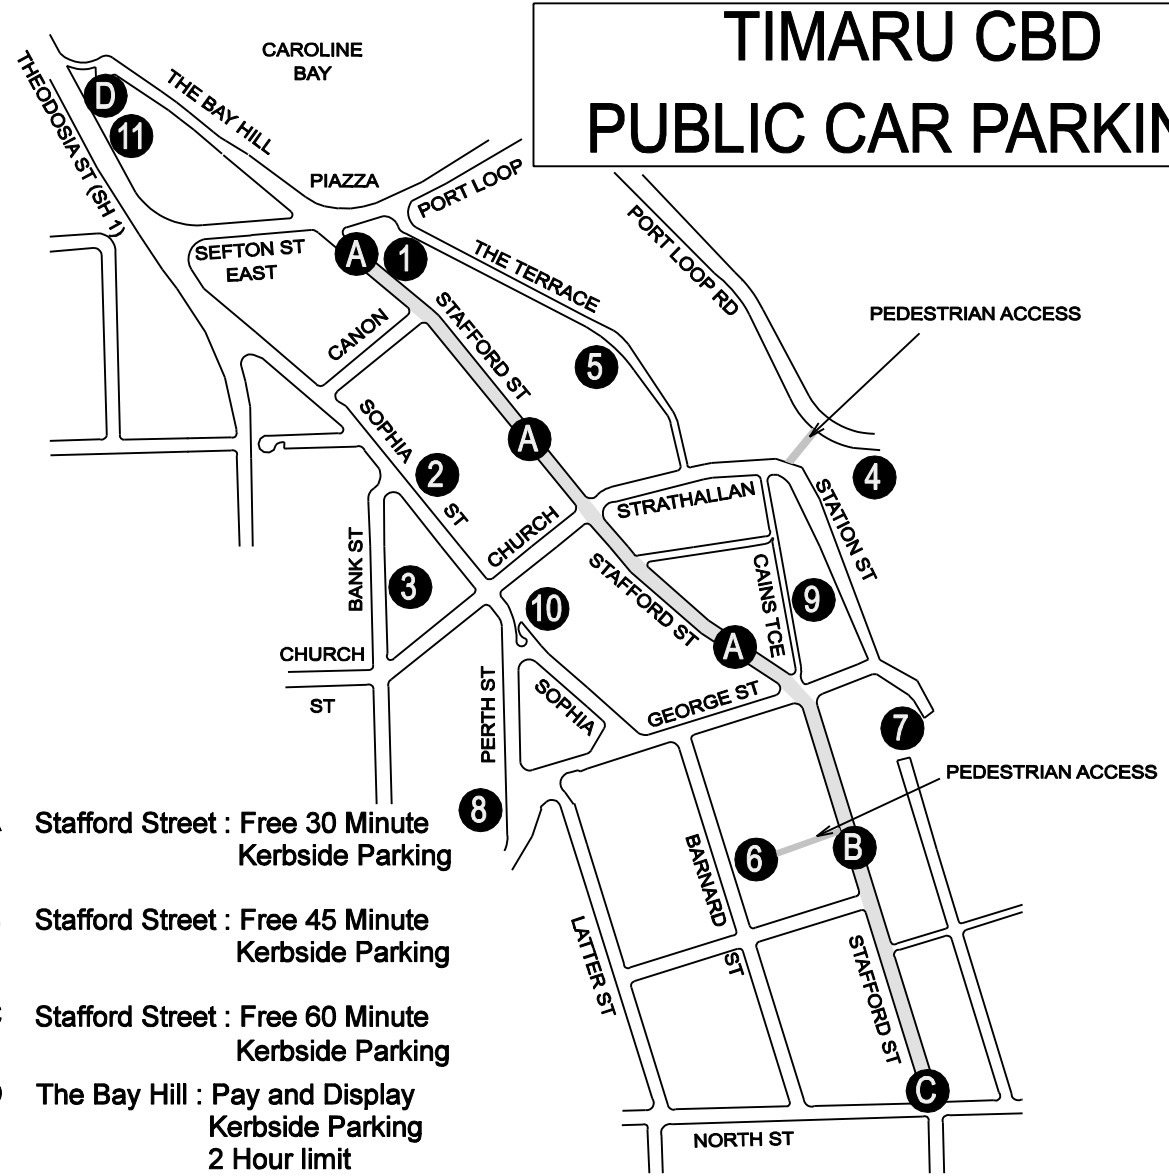 TIMARU CBD
PUBLIC CAR PARKIN
CAROLINE
BAY
THE BAY HILL
THEODOSIA ST (SH 1)
D
11
PIAZZA
PORT LOOP
PORT LOOP RD
SEFTON ST
EAST
A
1
THE TERRACE
STAFFORD ST
CANON
PEDESTRIAN ACCESS
5
SOPHIA
ST
A
2
4
STRATHALLAN
STATION ST
CHURCH
BANK ST
3
STAFFORD ST
CAINS TCE
9
10
A
CHURCH
ST
PERTH ST
SOPHIA
GEORGE ST
7
PEDESTRIAN ACCESS
8
6
B
BARNARD
ST
LATTER ST
STAFFORD ST
C
NORTH ST
Stafford Street : Free 30 Minute
Kerbside Parking
Stafford Street : Free 45 Minute
Kerbside Parking
Stafford Street : Free 60 Minute
Kerbside Parking
The Bay Hill : Pay and Display
Kerbside Parking
2 Hour limit